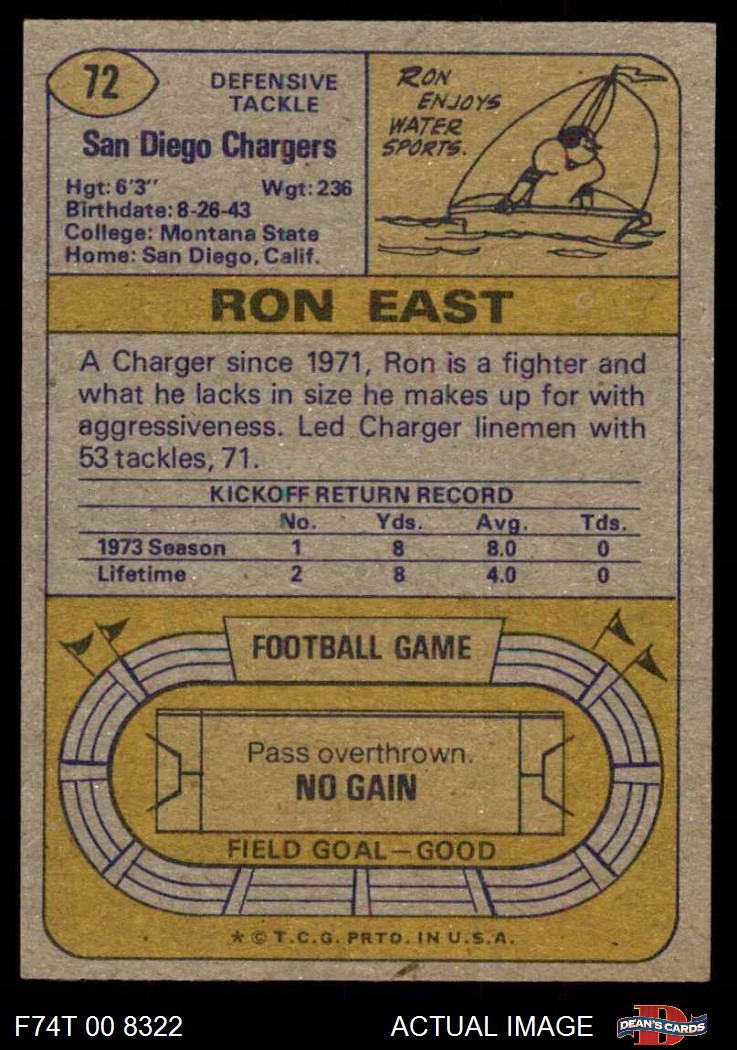 72
DEFENSIVE
TACKLE
San Diego Chargers
Hgt: 6'3" Wgt: 236
Birthdate: 8-26-43
College: Montana State
Home: San Diego, Calif.
RON
ENJOYS
WATER
SPORTS.
RON EAST
A Charger since 1971, Ron is a fighter and
what he lacks in size he makes up for with
aggressiveness. Led Charger linemen with
53 tackles, 71.
KICKOFF RETURN RECORD
No. Yds. Avg. Tds.
1973 Season 1 8 8.0 0
Lifetime 2 8 4.0 0
FOOTBALL GAME
Pass overthrown.
NO GAIN
FIELD GOAL—GOOD
* © T.C.G. PRTD. IN U.S.A.
F74T 00 8322 ACTUAL IMAGE
D
DEAN'S CARDS